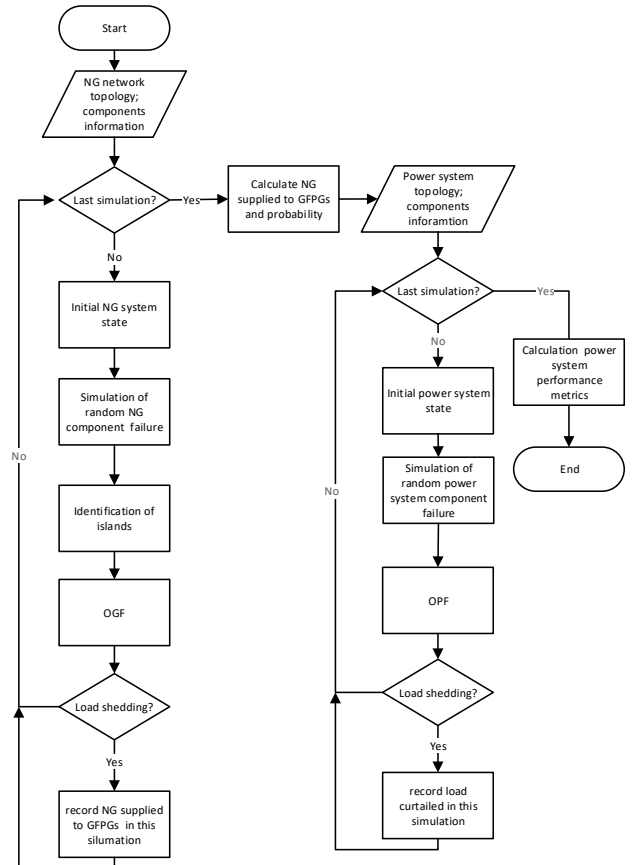 Start
NG network
topology;
components
information
Last simulation?
Yes
No
Initial NG system
state
Simulation of
random NG
component failure
Identification of
islands
OGF
Load shedding?
No
Yes
record NG supplied
to GFPGs in this
silumation
Calculate NG
supplied to GFPGs
and probability
Power system
topology;
components
inforamtion
Last simulation?
Yes
No
Initial power system
state
Simulation of
random power
system component
failure
OPF
Load shedding?
No
Yes
record load
curtailed in this
simulation
Calculation power
system
performance
metrics
End